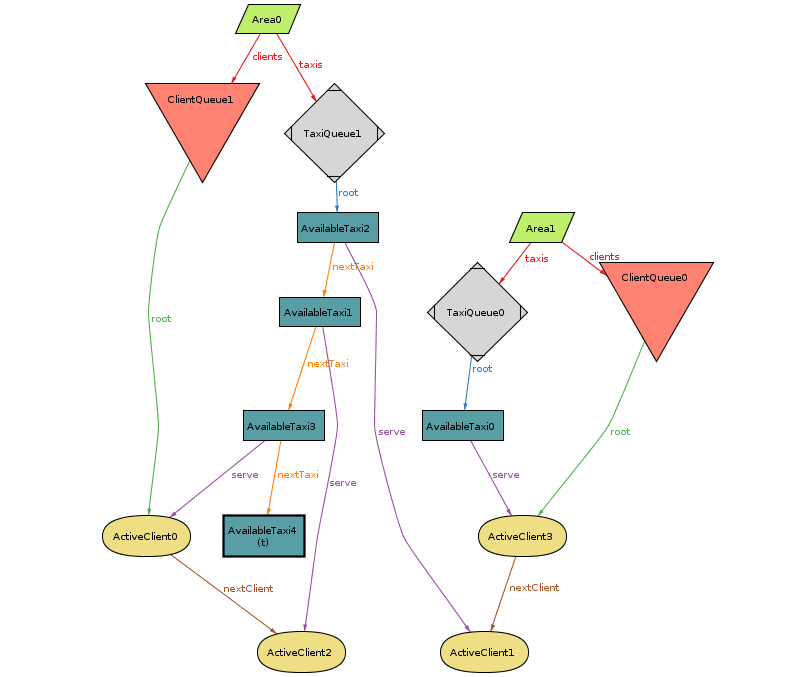 Area0
clients
taxis
ClientQueue1
TaxiQueue1
root
AvailableTaxi2
Area1
taxis
clients
nextTaxi
ClientQueue0
AvailableTaxi1
TaxiQueue0
root
nextTaxi
root
AvailableTaxi3
AvailableTaxi0
serve
root
serve
nextTaxi
serve
serve
AvailableTaxi4
(t)
ActiveClient0
ActiveClient3
nextClient
nextClient
ActiveClient2
ActiveClient1